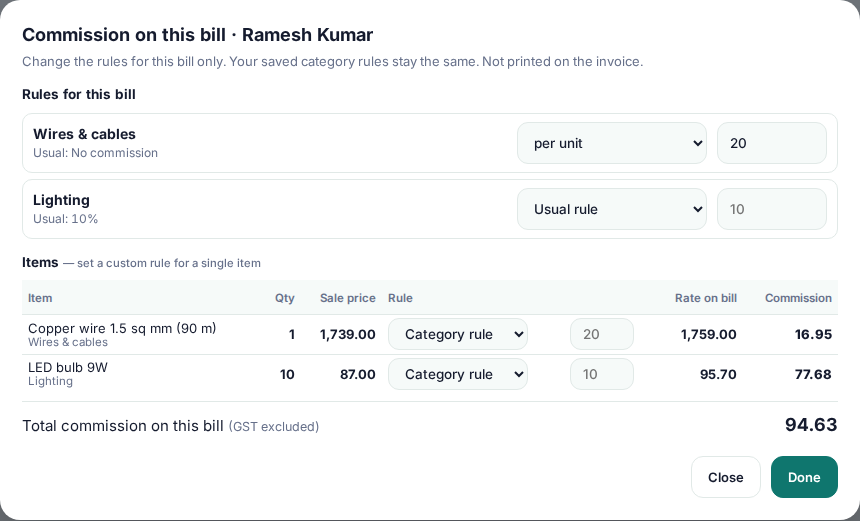 Commission on this bill · Ramesh Kumar
Change the rules for this bill only. Your saved category rules stay the same. Not printed on the invoice.
Rules for this bill
Wires & cables
Usual: No commission
per unit
20
Lighting
Usual: 10%
Usual rule
10
Items — set a custom rule for a single item
Item Qty Sale price Rule Rate on bill Commission
Copper wire 1.5 sq mm (90 m) 1 1,739.00 Category rule 20 1,759.00 16.95
Wires & cables
LED bulb 9W 10 87.00 Category rule 10 95.70 77.68
Lighting
Total commission on this bill (GST excluded) 94.63
Close Done